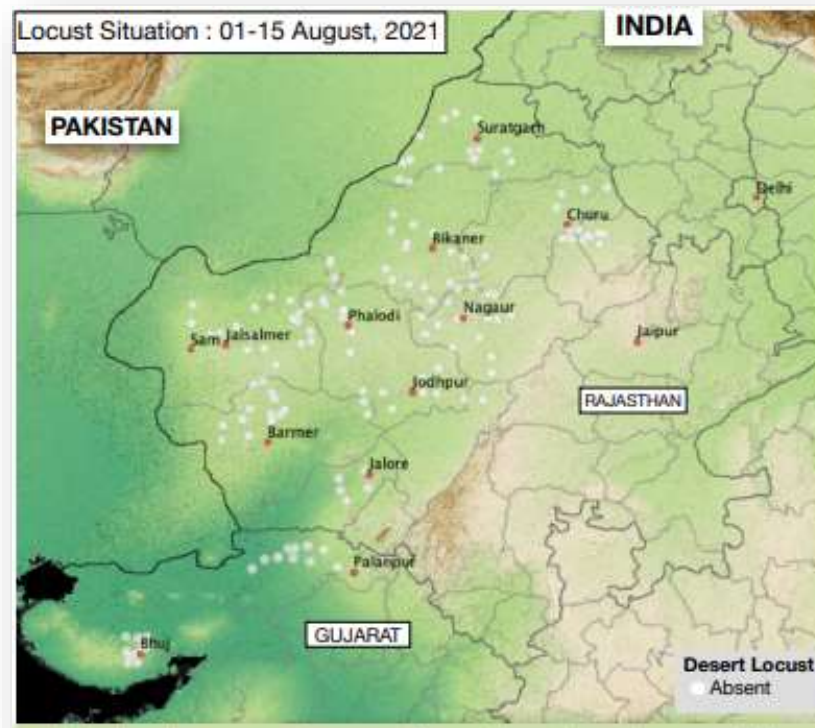 Locust Situation : 01-15 August, 2021
INDIA
PAKISTAN
Suratgarh
Delhi
Churu
Bikaner
Nagaur
Phalodi
Sam
Jaisalmer
Jaipur
Jodhpur
RAJASTHAN
Barmer
Jalore
Palanpur
GUJARAT
Bhuj
Desert Locust
Absent